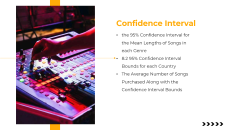 Confidence Interval
• the 95% Confidence Interval for
the Mean Lengths of Songs in
each Genre
• 8.2 95% Confidence Interval
Bounds for each Country
• The Average Number of Songs
Purchased Along with the
Confidence Interval Bounds